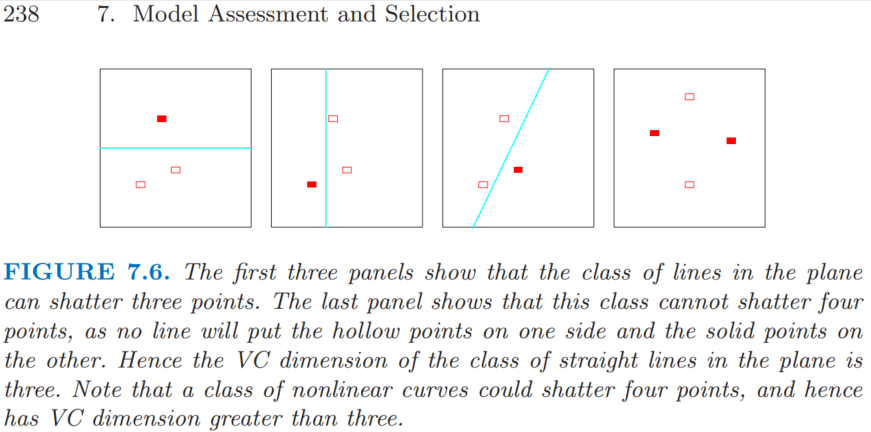 238 7. Model Assessment and Selection
FIGURE 7.6. The first three panels show that the class of lines in the plane
can shatter three points. The last panel shows that this class cannot shatter four
points, as no line will put the hollow points on one side and the solid points on
the other. Hence the VC dimension of the class of straight lines in the plane is
three. Note that a class of nonlinear curves could shatter four points, and hence
has VC dimension greater than three.